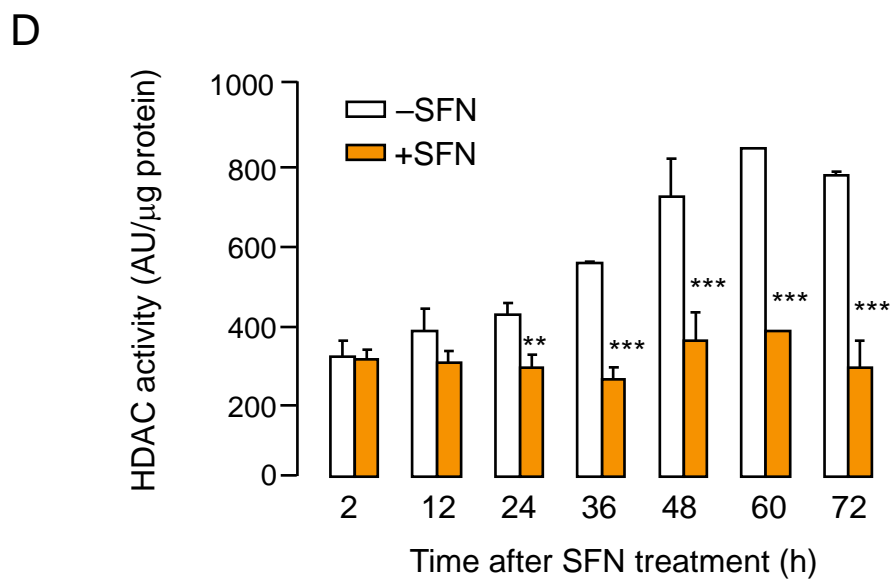 D
HDAC activity (AU/μg protein)
1000
800
600
400
200
0
–SFN
+SFN
**
***
***
***
***
2 12 24 36 48 60 72
Time after SFN treatment (h)